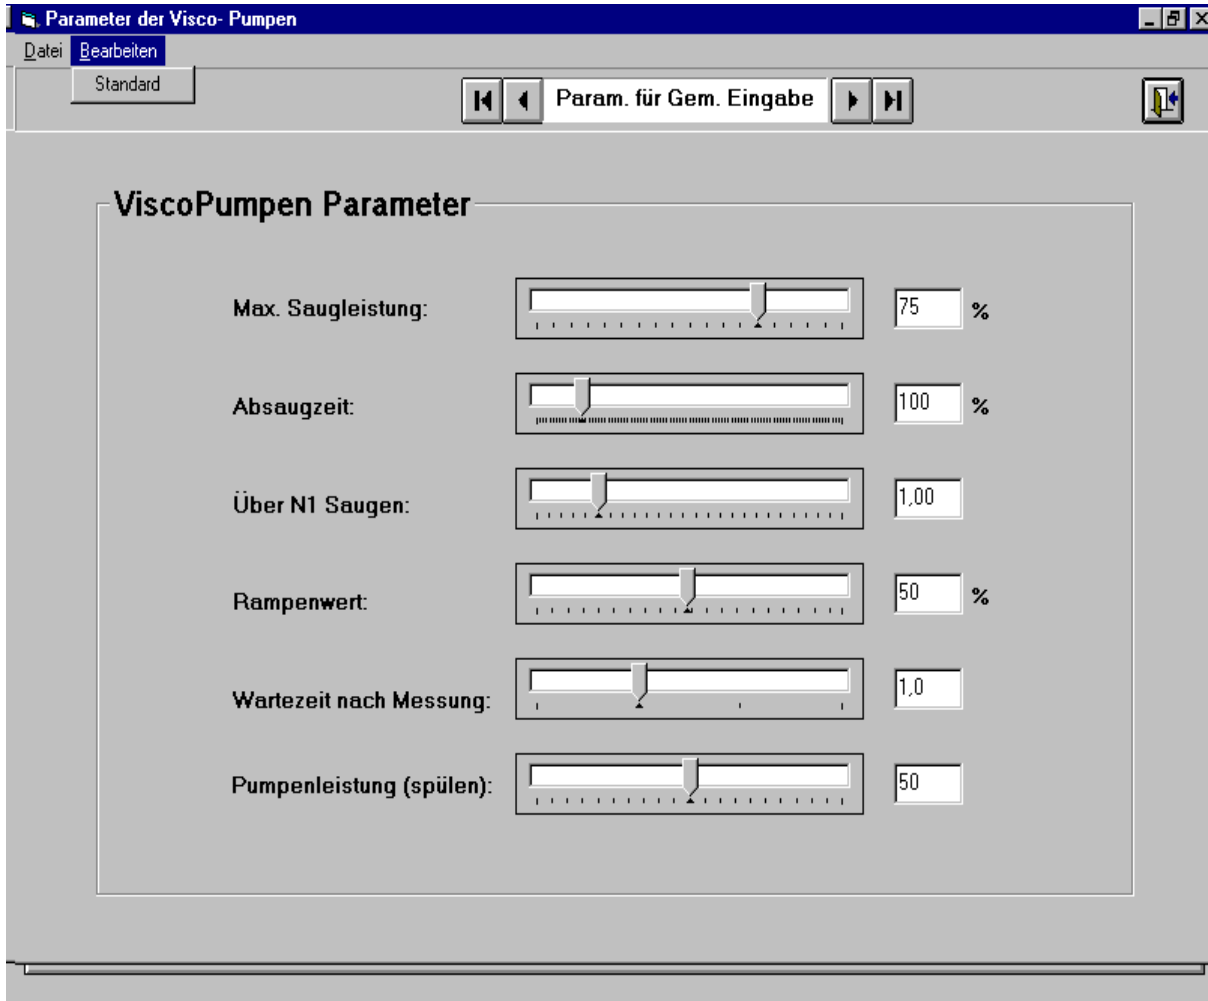 Parameter der Visco- Pumpen
Datei Bearbeiten
Standard
Param. für Gem. Eingabe
ViscoPumpen Parameter
Max. Saugleistung: 75 %
Absaugzeit: 100 %
Über N1 Saugen: 1,00
Rampenwert: 50 %
Wartezeit nach Messung: 1,0
Pumpenleistung (spülen): 50